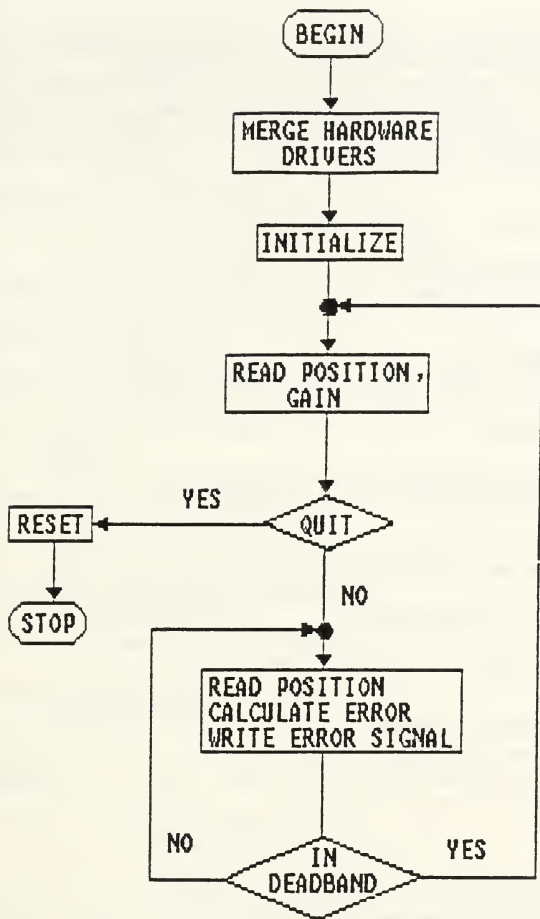 BEGIN
MERGE HARDWARE
DRIVERS
INITIALIZE
READ POSITION,
GAIN
QUIT
YES
RESET
STOP
NO
READ POSITION
CALCULATE ERROR
WRITE ERROR SIGNAL
IN
DEADBAND
NO
YES